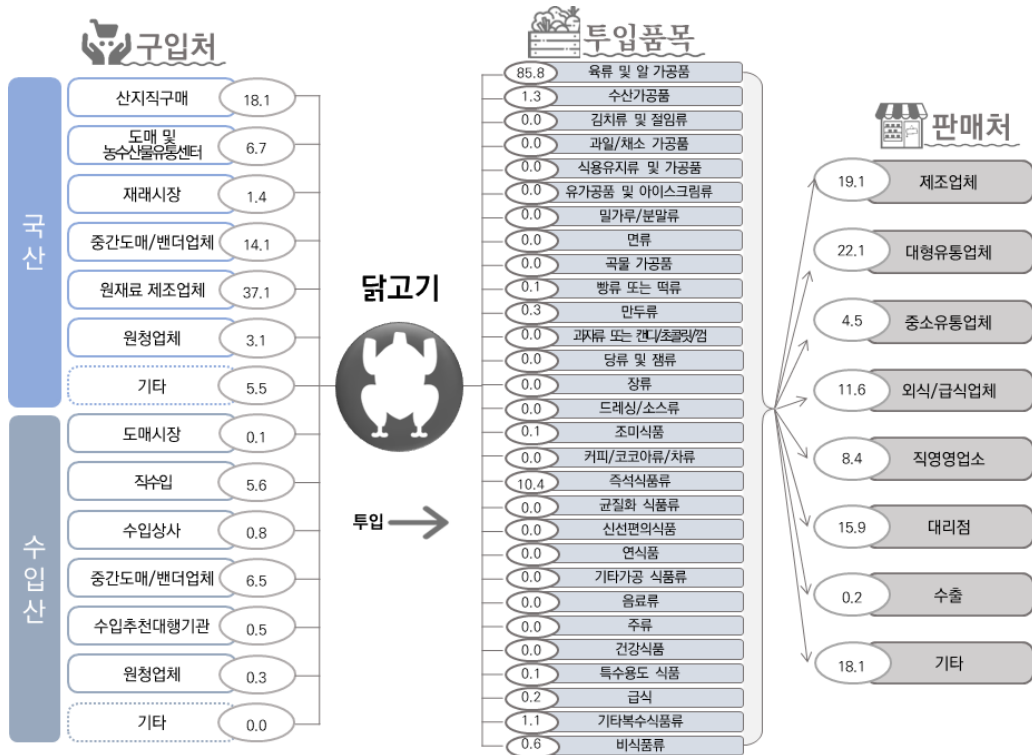 구입처
국산
산지직구매 18.1
도매 및
농수산물유통센터 6.7
재래시장 1.4
중간도매/밴더업체 14.1
원재료 제조업체 37.1
원청업체 3.1
기타 5.5
수입산
도매시장 0.1
직수입 5.6
수입상사 0.8
중간도매/밴더업체 6.5
수입추천대행기관 0.5
원청업체 0.3
기타 0.0
닭고기
투입
투입품목
85.8 육류 및 알 가공품
1.3 수산가공품
0.0 김치류 및 절임류
0.0 과일/채소 가공품
0.0 식용유지류 및 가공품
0.0 유가공품 및 아이스크림류
0.0 밀가루/분말류
0.0 면류
0.0 곡물 가공품
0.1 빵류 또는 떡류
0.3 만두류
0.0 과자류 또는 캔디/초콜릿/껌
0.0 당류 및 잼류
0.0 장류
0.0 드레싱/소스류
0.1 조미식품
0.0 커피/코코아류/차류
10.4 즉석식품류
0.0 균질화 식품류
0.0 신선편의식품
0.0 연식품
0.0 기타가공 식품류
0.0 음료류
0.0 주류
0.0 건강식품
0.1 특수용도 식품
0.2 급식
1.1 기타복수식품류
0.6 비식품류
판매처
19.1 제조업체
22.1 대형유통업체
4.5 중소유통업체
11.6 외식/급식업체
8.4 직영영업소
15.9 대리점
0.2 수출
18.1 기타